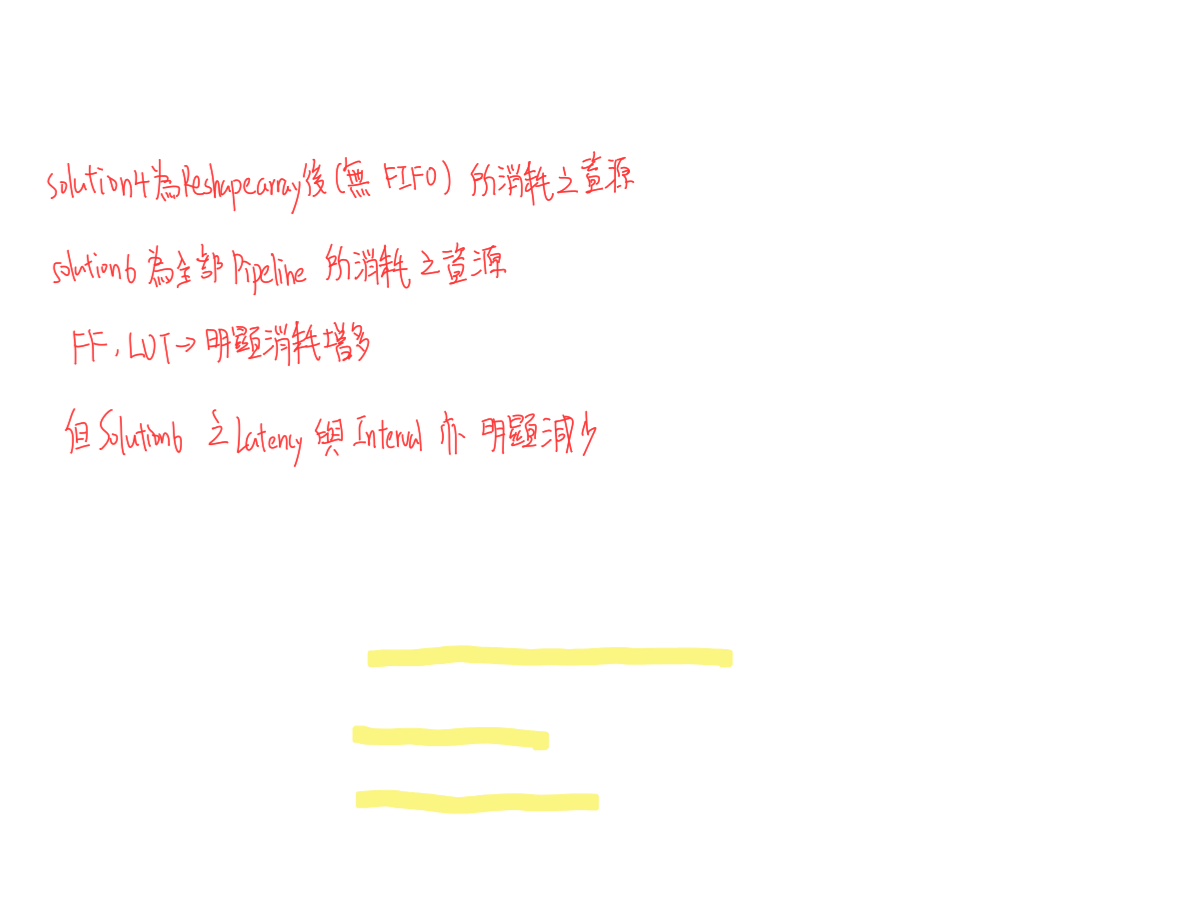 solution4為Reshapearray後(無 FIFO) 所消耗之資源
solution6為全部Pipeline 所消耗之資源
FF, LUT→明顯消耗增多
但Solution6 之Latency與Interval 亦 明顯減少